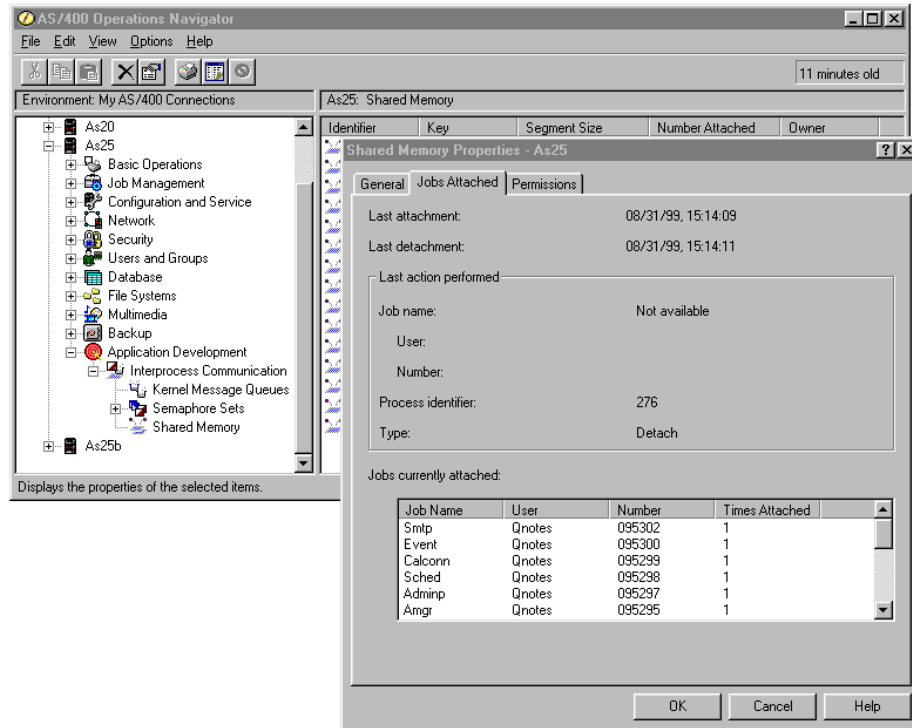 AS/400 Operations Navigator
File Edit View Options Help
11 minutes old
Environment: My AS/400 Connections
As25: Shared Memory
As20
As25
Basic Operations
Job Management
Configuration and Service
Network
Security
Users and Groups
Database
File Systems
Multimedia
Backup
Application Development
Interprocess Communication
Kernel Message Queues
Semaphore Sets
Shared Memory
As25b
Displays the properties of the selected items.
Identifier Key Segment Size Number Attached Owner
Shared Memory Properties - As25
General Jobs Attached Permissions
Last attachment: 08/31/99, 15:14:09
Last detachment: 08/31/99, 15:14:11
Last action performed
Job name: Not available
User:
Number:
Process identifier: 276
Type: Detach
Jobs currently attached:
Job Name User Number Times Attached
Smtp Qnotes 095302 1
Event Qnotes 095300 1
Calconn Qnotes 095299 1
Sched Qnotes 095298 1
Adminp Qnotes 095297 1
Amgr Qnotes 095295 1
OK Cancel Help